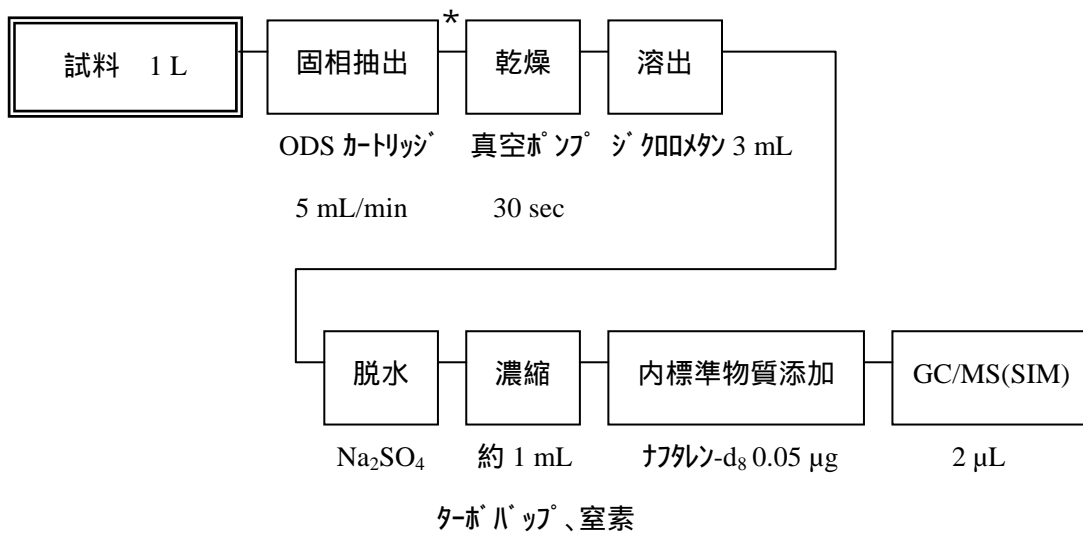 *
試料　1 L　固相抽出　乾燥　溶出
ODS ｶｰﾄﾘｯｼﾞ　真空ﾎﾟﾝﾌﾟ　ｼﾞｸﾛﾛﾒﾀﾝ 3 mL
5 mL/min　30 sec
脱水　濃縮　内標準物質添加　GC/MS(SIM)
Na₂SO₄　約 1 mL　ﾅﾌﾀﾚﾝ-d₈ 0.05 μg　2 μL
ﾀｰﾎﾞﾊﾞｯﾌﾟ、窒素